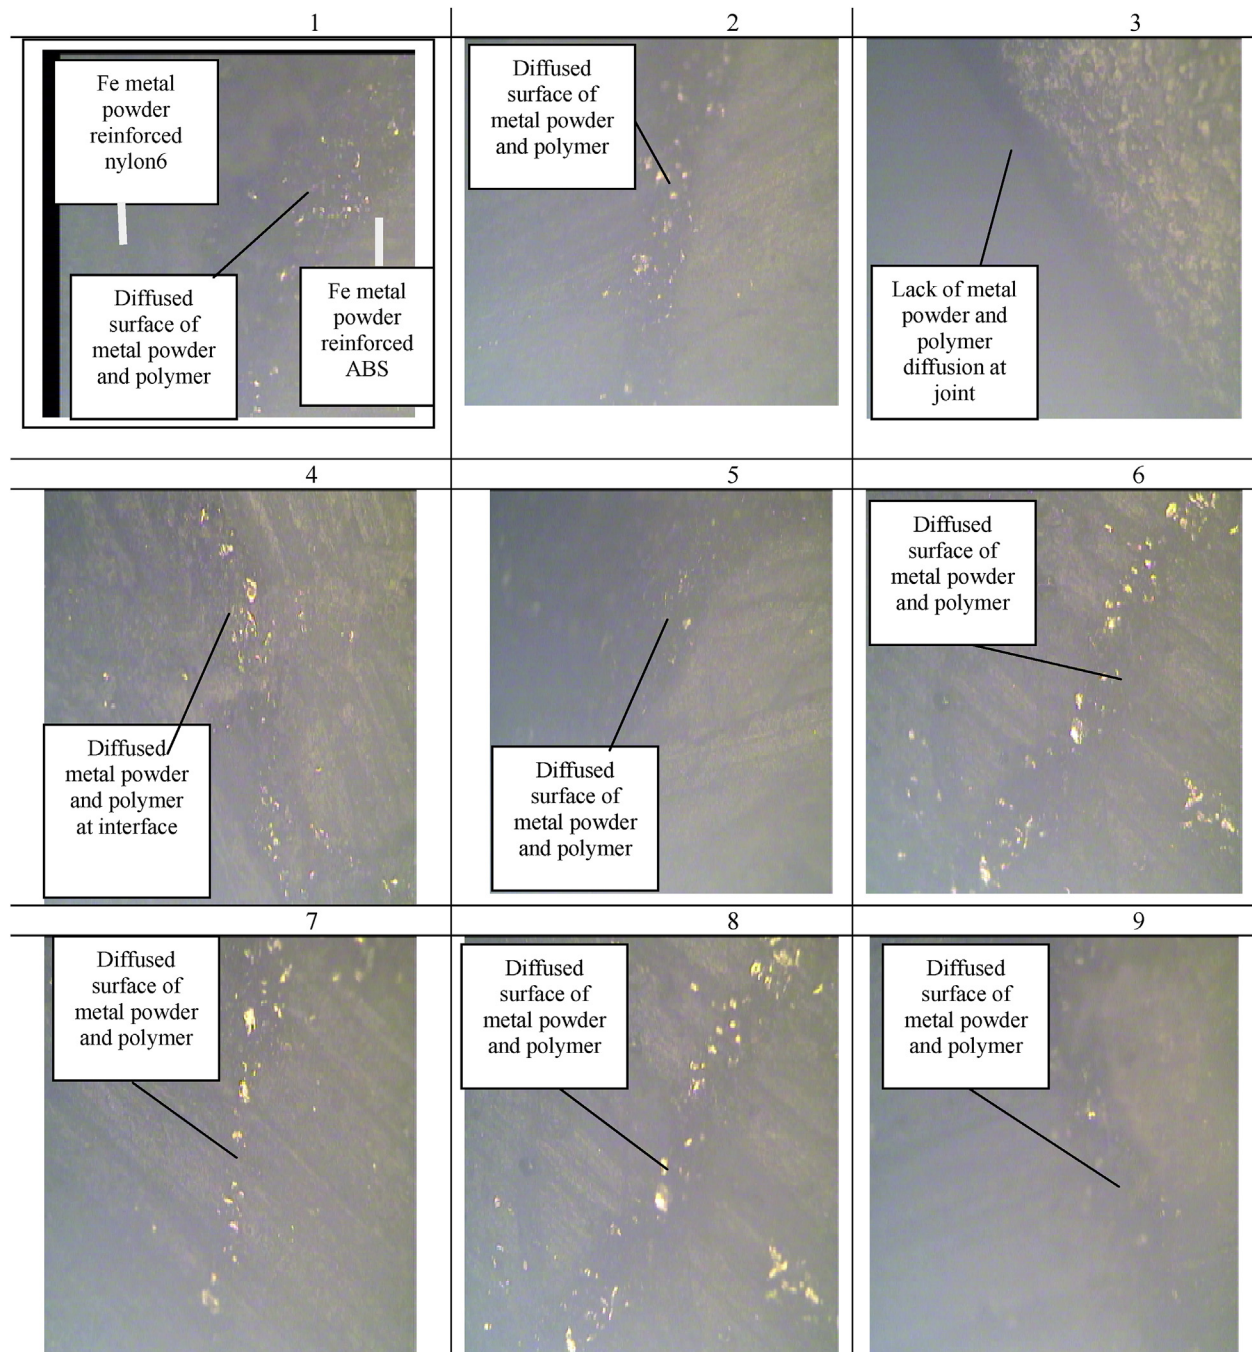 1
2
3
Fe metal
powder
reinforced
nylon6
Diffused
surface of
metal powder
and polymer
Fe metal
powder
reinforced
ABS
Diffused
surface of
metal powder
and polymer
Lack of metal
powder and
polymer
diffusion at
joint
4
5
6
Diffused
metal powder
and polymer
at interface
Diffused
surface of
metal powder
and polymer
Diffused
surface of
metal powder
and polymer
7
8
9
Diffused
surface of
metal powder
and polymer
Diffused
surface of
metal powder
and polymer
Diffused
surface of
metal powder
and polymer